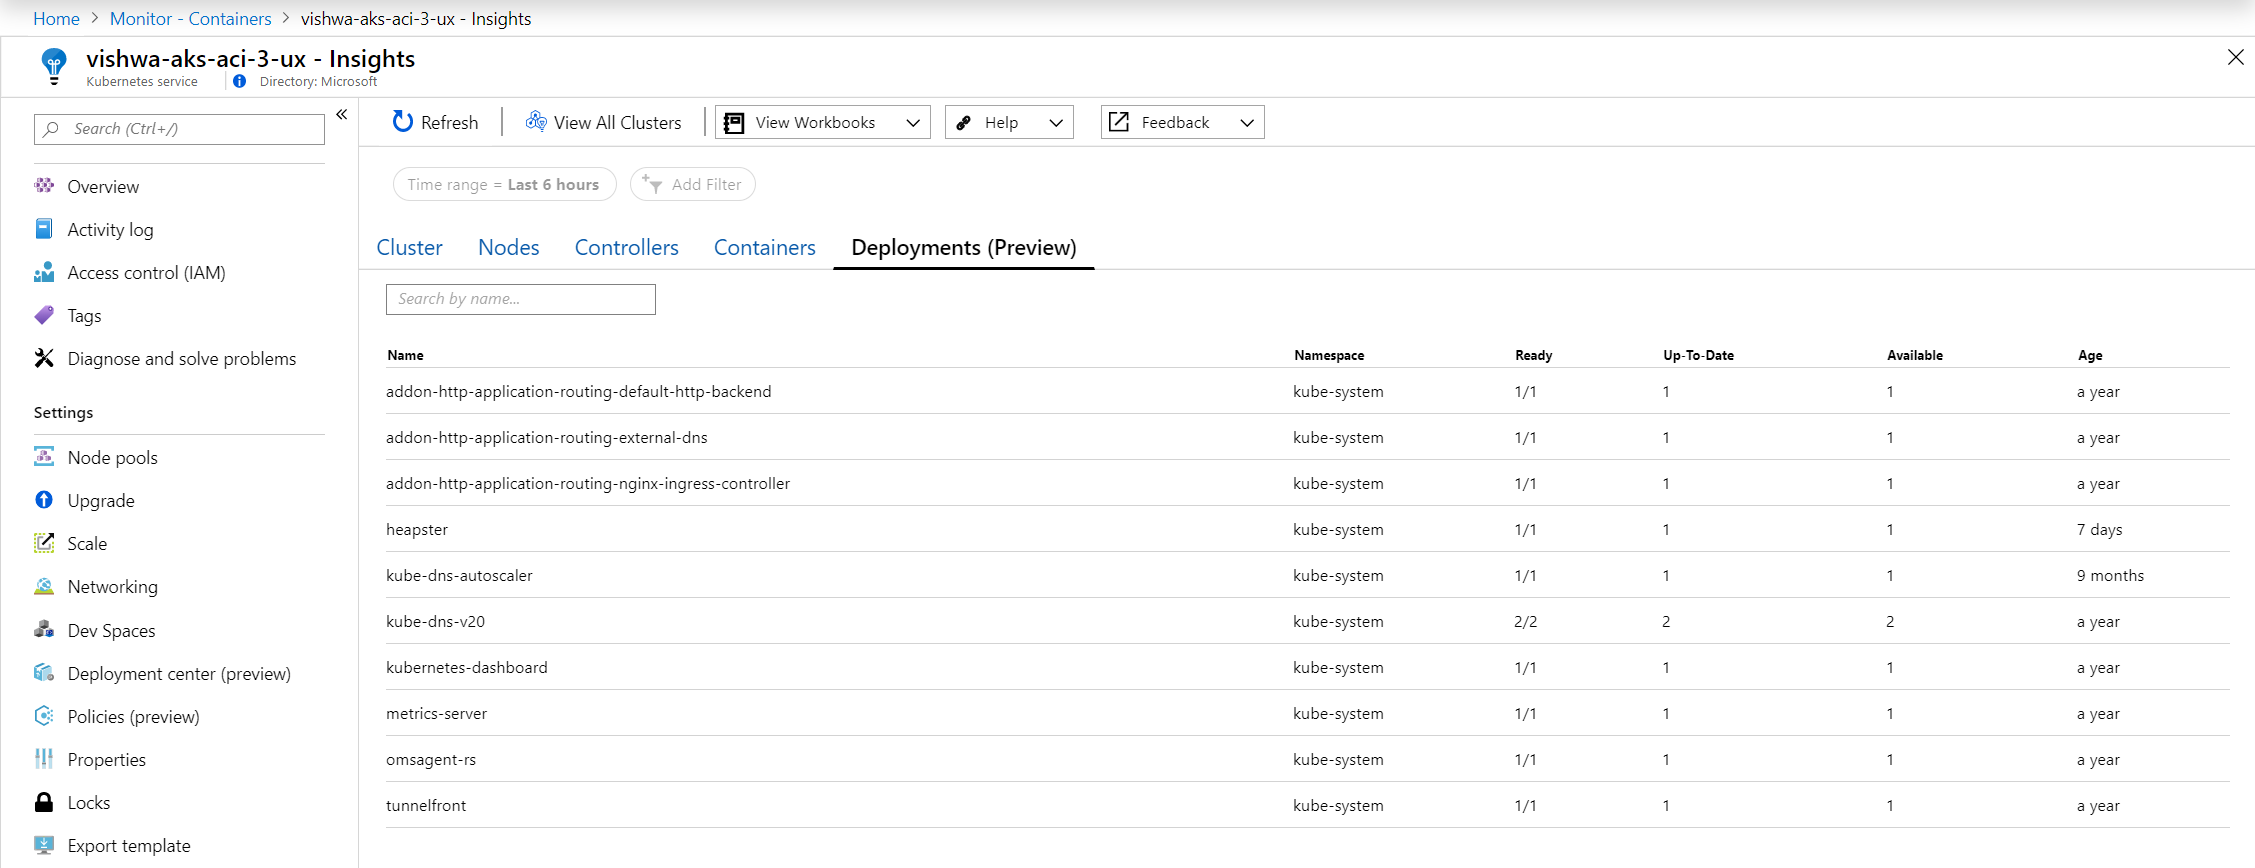 Home > Monitor - Containers > vishwa-aks-aci-3-ux - Insights
vishwa-aks-aci-3-ux - Insights
Kubernetes service
Directory: Microsoft
Search (Ctrl+/)
«
Overview
Activity log
Access control (IAM)
Tags
Diagnose and solve problems
Settings
Node pools
Upgrade
Scale
Networking
Dev Spaces
Deployment center (preview)
Policies (preview)
Properties
Locks
Export template
Refresh View All Clusters View Workbooks Help Feedback
Time range = Last 6 hours Add Filter
Cluster Nodes Controllers Containers Deployments (Preview)
Search by name...
Name Namespace Ready Up-To-Date Available Age
addon-http-application-routing-default-http-backend kube-system 1/1 1 1 a year
addon-http-application-routing-external-dns kube-system 1/1 1 1 a year
addon-http-application-routing-nginx-ingress-controller kube-system 1/1 1 1 a year
heapster kube-system 1/1 1 1 7 days
kube-dns-autoscaler kube-system 1/1 1 1 9 months
kube-dns-v20 kube-system 2/2 2 2 a year
kubernetes-dashboard kube-system 1/1 1 1 a year
metrics-server kube-system 1/1 1 1 a year
omsagent-rs kube-system 1/1 1 1 a year
tunnelfront kube-system 1/1 1 1 a year